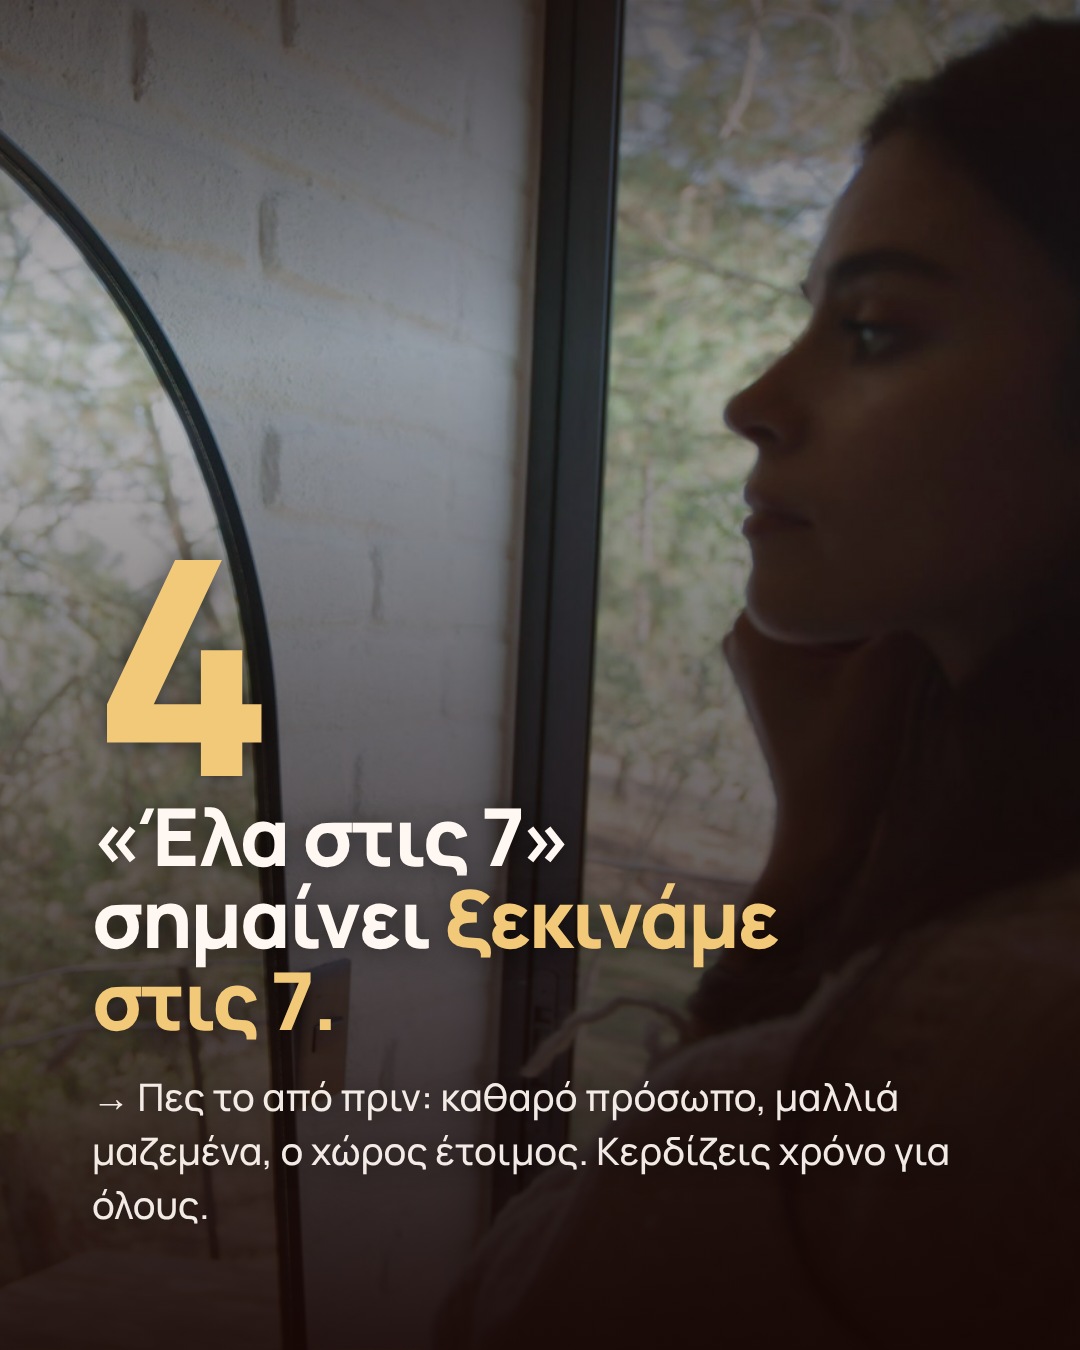 4
«Έλα στις 7»
σημαίνει ξεκινάμε
στις 7.
→ Πες το από πριν: καθαρό πρόσωπο, μαλλιά
μαζεμένα, ο χώρος έτοιμος. Κερδίζεις χρόνο για
όλους.